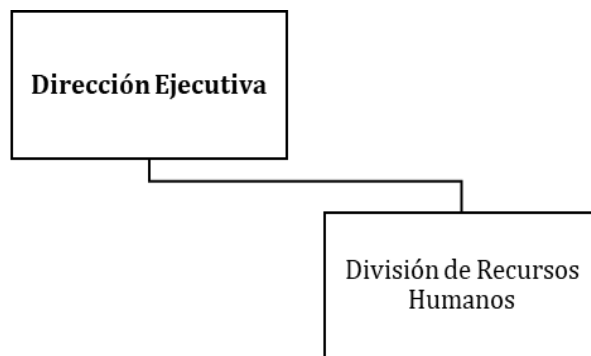 Dirección Ejecutiva
División de Recursos
Humanos